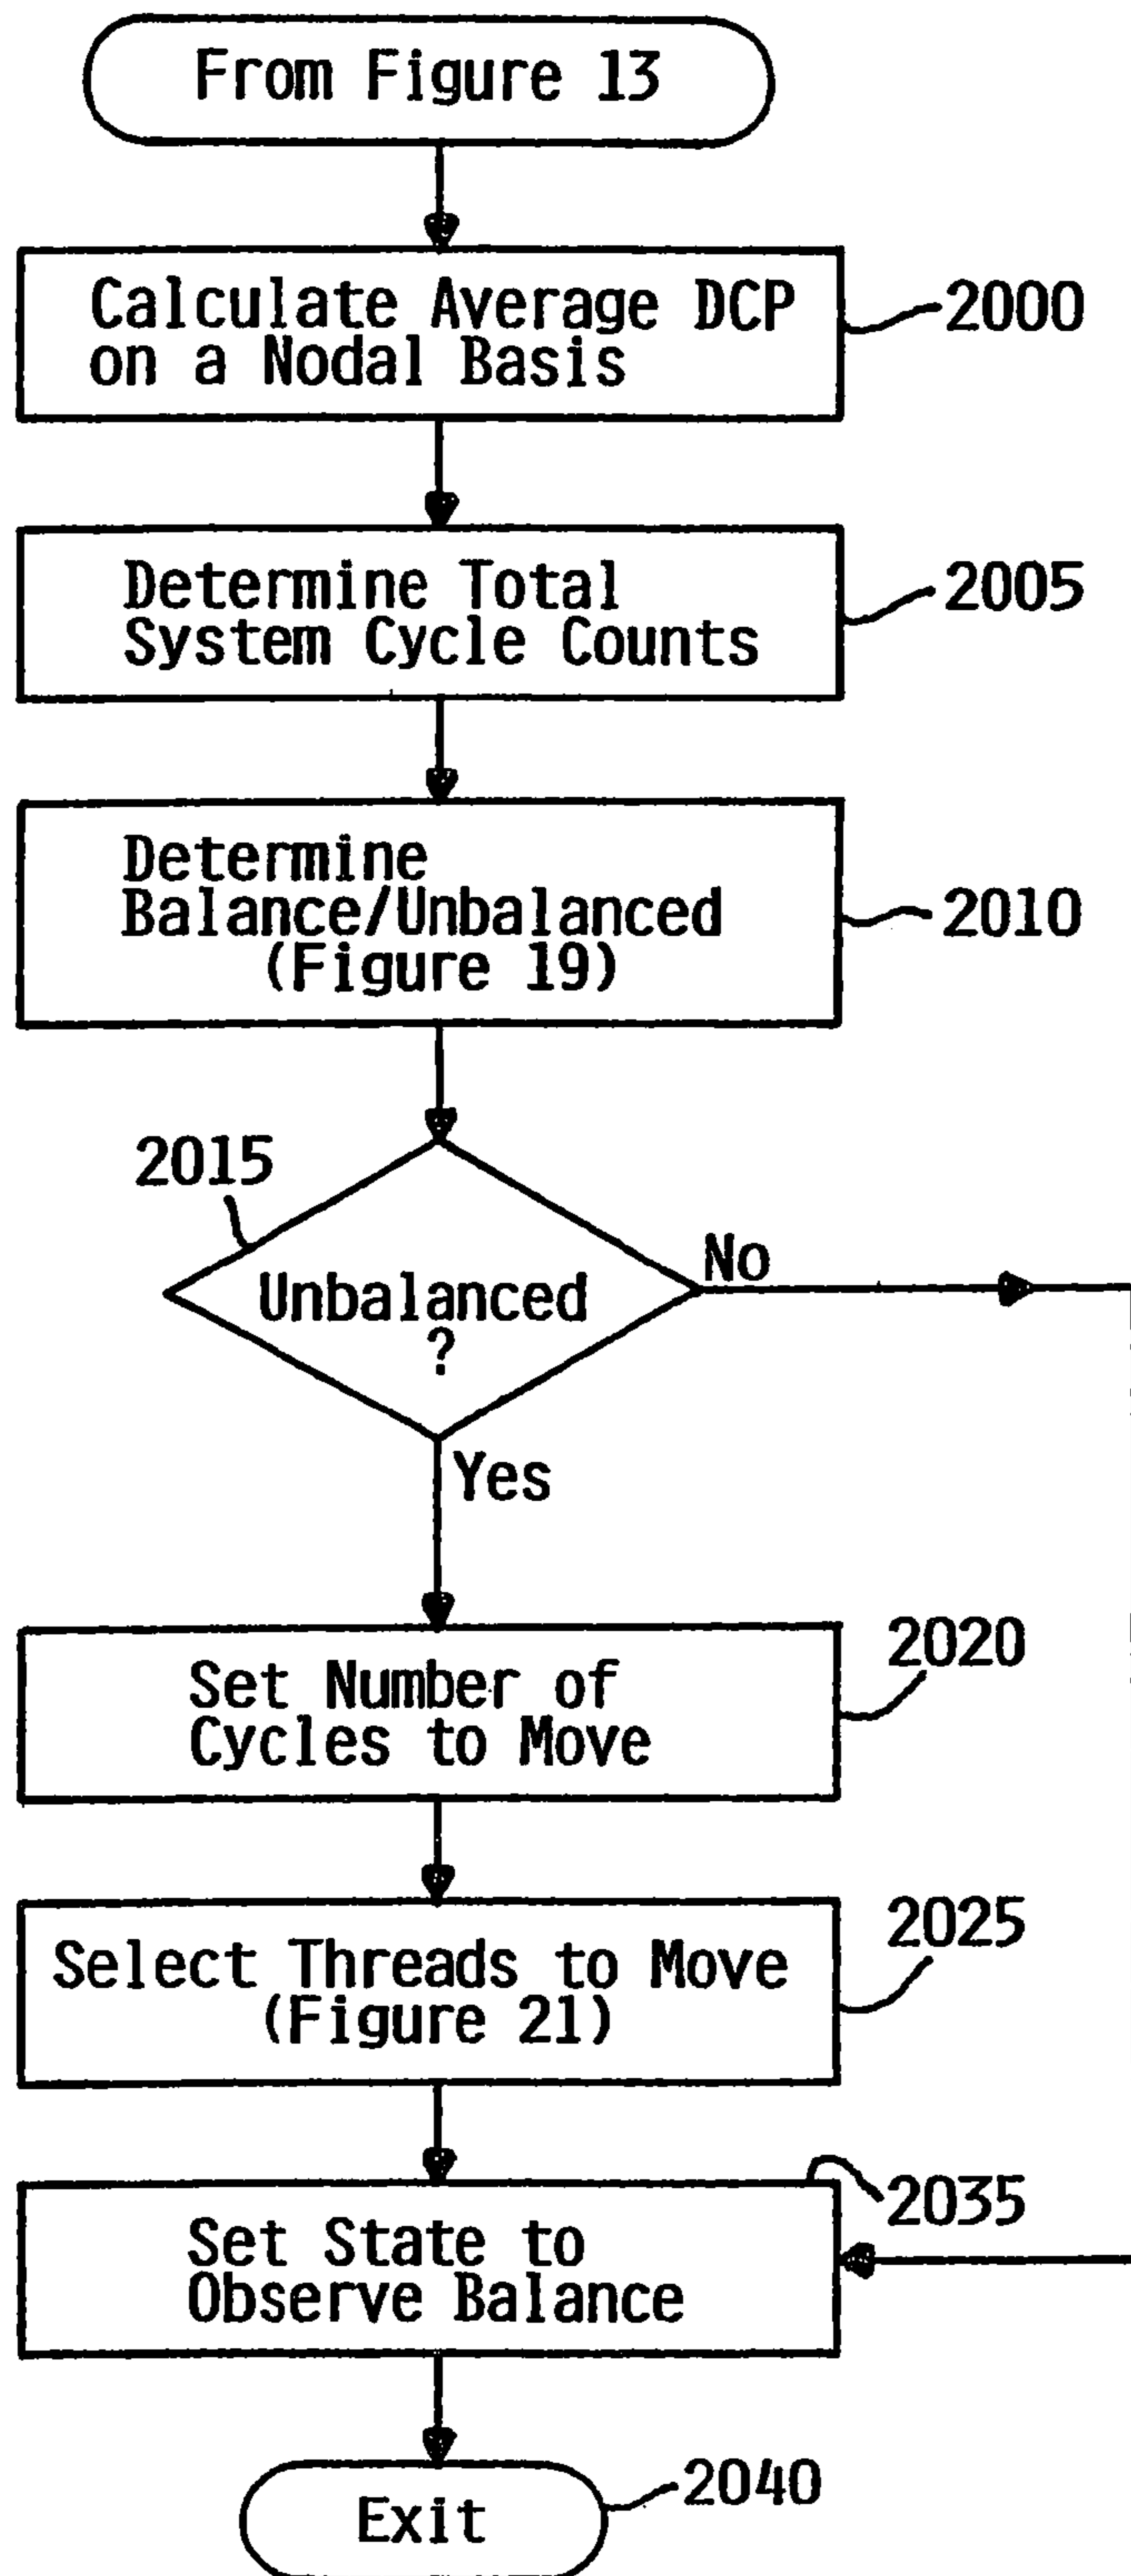 From Figure 13
Calculate Average DCP
on a Nodal Basis
2000
Determine Total
System Cycle Counts
2005
Determine
Balance/Unbalanced
(Figure 19)
2010
2015
Unbalanced
?
No
Yes
Set Number of
Cycles to Move
2020
Select Threads to Move
(Figure 21)
2025
Set State to
Observe Balance
2035
Exit
2040